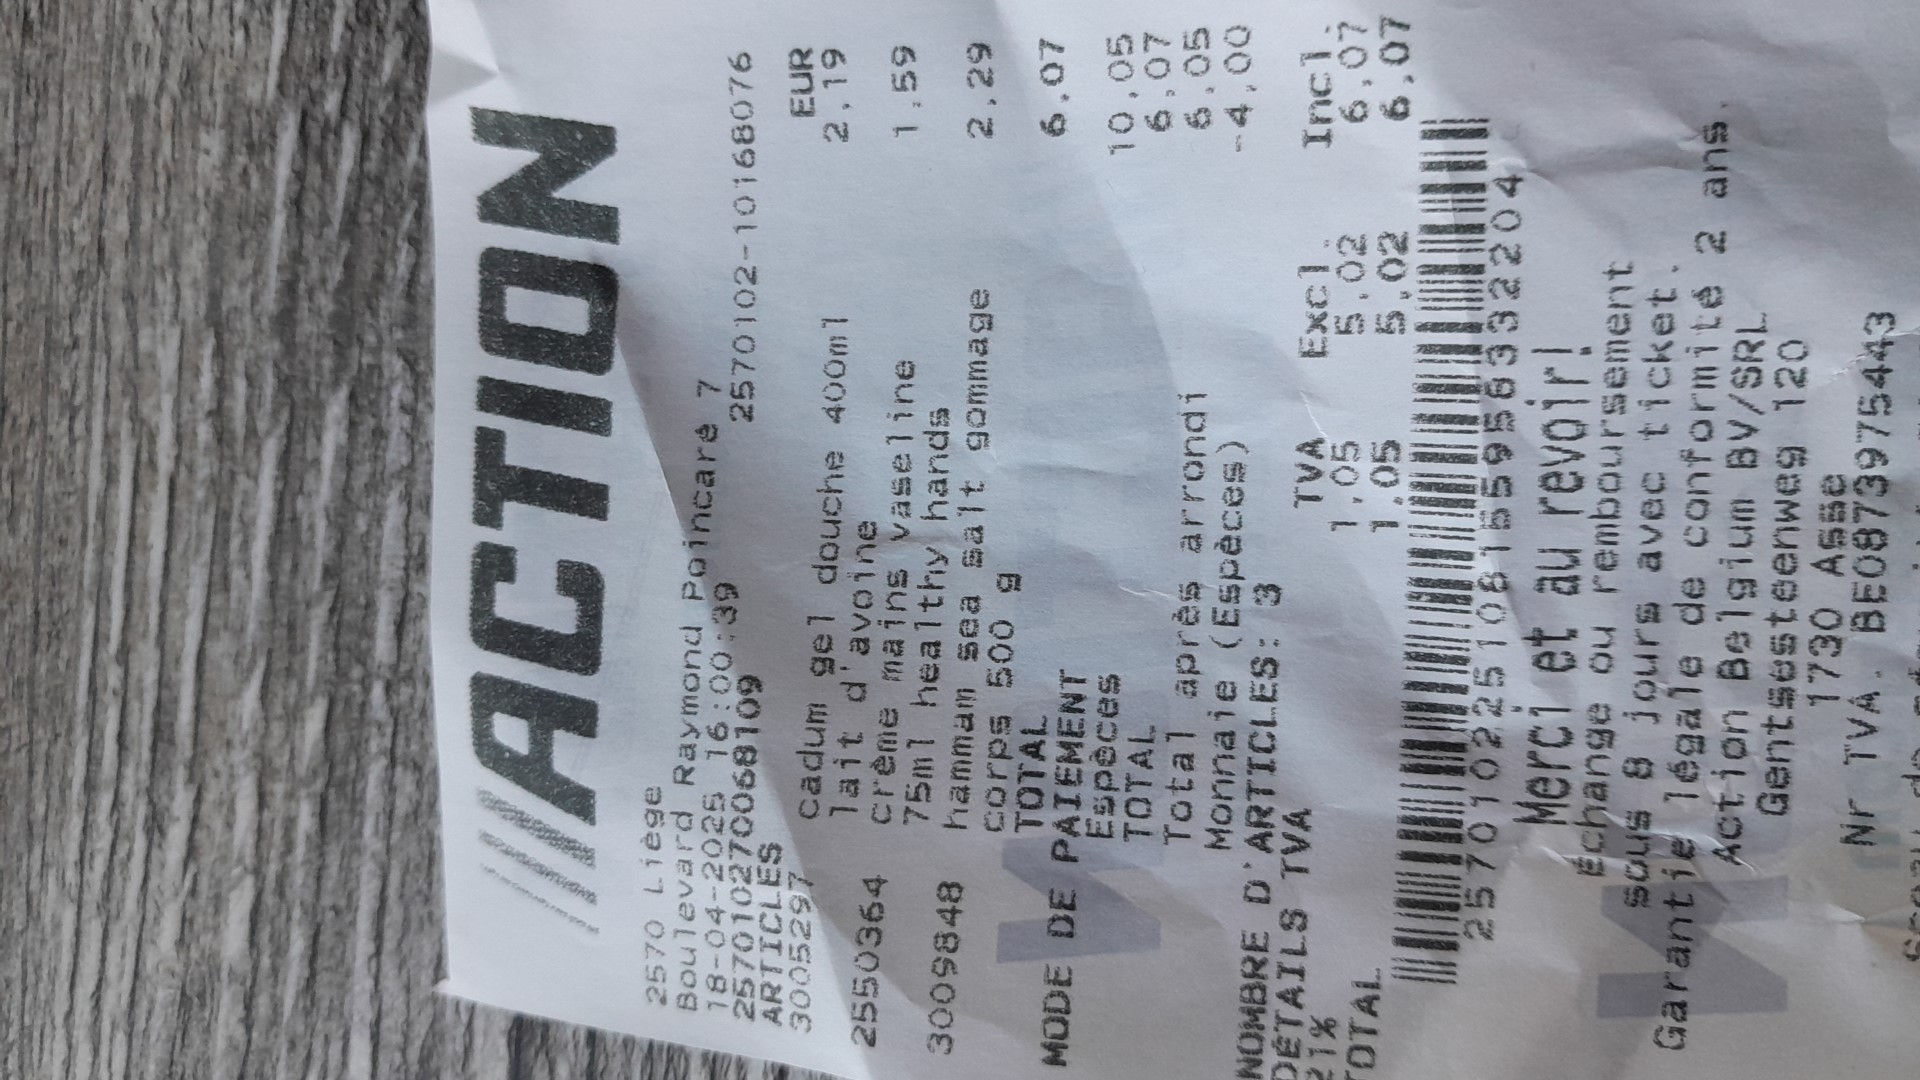 ACTION
2570 Liège
Boulevard Raymond Poincaré 7
18-04-2025 16:00:39 2570102-10168076
257010270068109
ARTICLES EUR
3005297 cadum gel douche 400ml 2.19
lait d'avoine
2550364 crème mains vaseline 1.59
75ml healthy hands
3009848 hammam sea salt gommage 2.29
corps 500 g
TOTAL 6.07
MODE DE PAIEMENT
Espèces 10.05
TOTAL 6.07
Total après arrondi 6.05
Monnaie (Espèces) -4.00
NOMBRE D'ARTICLES: 3
DÉTAILS TVA TVA Excl. Incl.
21% 1.05 5.02 6.07
TOTAL 1.05 5.02 6.07
Merci et au revoir!
Échange ou remboursement
sous 8 jours avec ticket.
Garantie légale de conformité 2 ans.
Action Belgium BV/SRL
Gentsesteenweg 120
1730 Asse
Nr TVA. BE0873975443